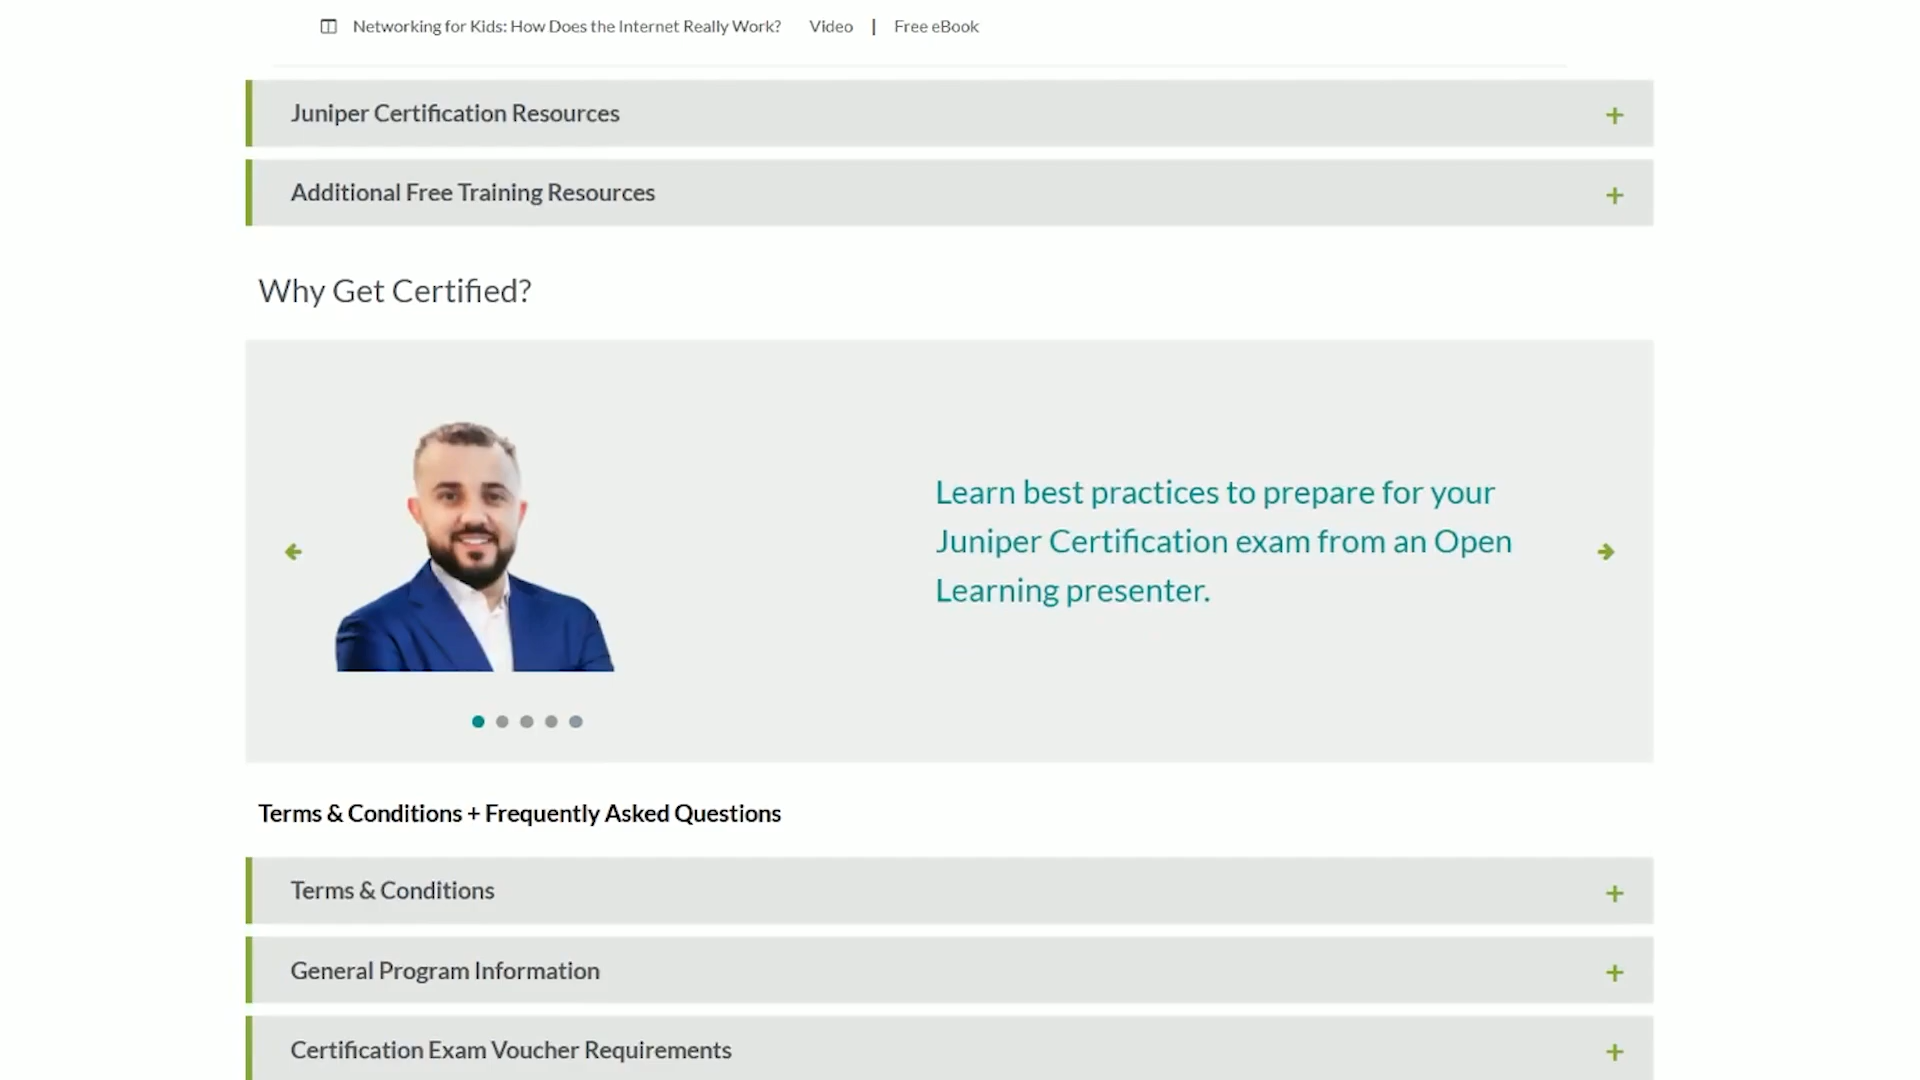 Networking for Kids: How Does the Internet Really Work? Video | Free eBook
Juniper Certification Resources
Additional Free Training Resources
Why Get Certified?
Learn best practices to prepare for your
Juniper Certification exam from an Open
Learning presenter.
Terms & Conditions + Frequently Asked Questions
Terms & Conditions
General Program Information
Certification Exam Voucher Requirements